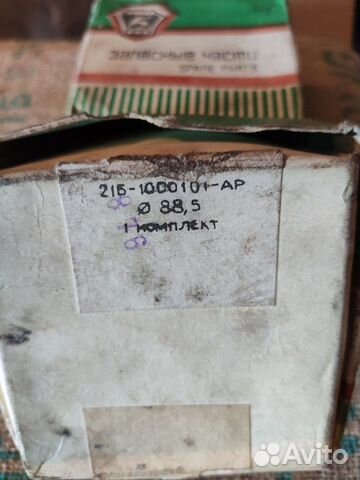 ЗАПАСНЫЕ ЧАСТИ
SPARE PARTS
21Б-1000101-АР
Ø 88,5
1 КОМПЛЕКТ
Avito